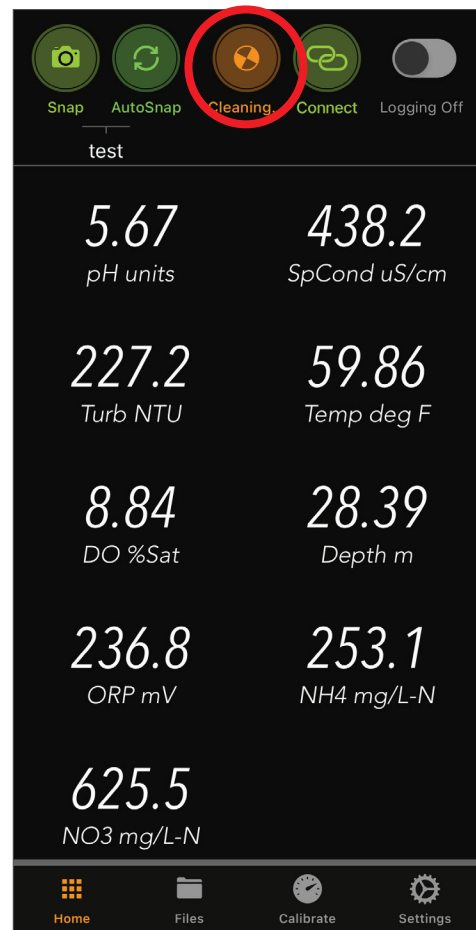 Snap AutoSnap Cleaning. Connect Logging Off
test
5.67 438.2
pH units SpCond uS/cm
227.2 59.86
Turb NTU Temp deg F
8.84 28.39
DO %Sat Depth m
236.8 253.1
ORP mV NH4 mg/L-N
625.5
NO3 mg/L-N
Home Files Calibrate Settings